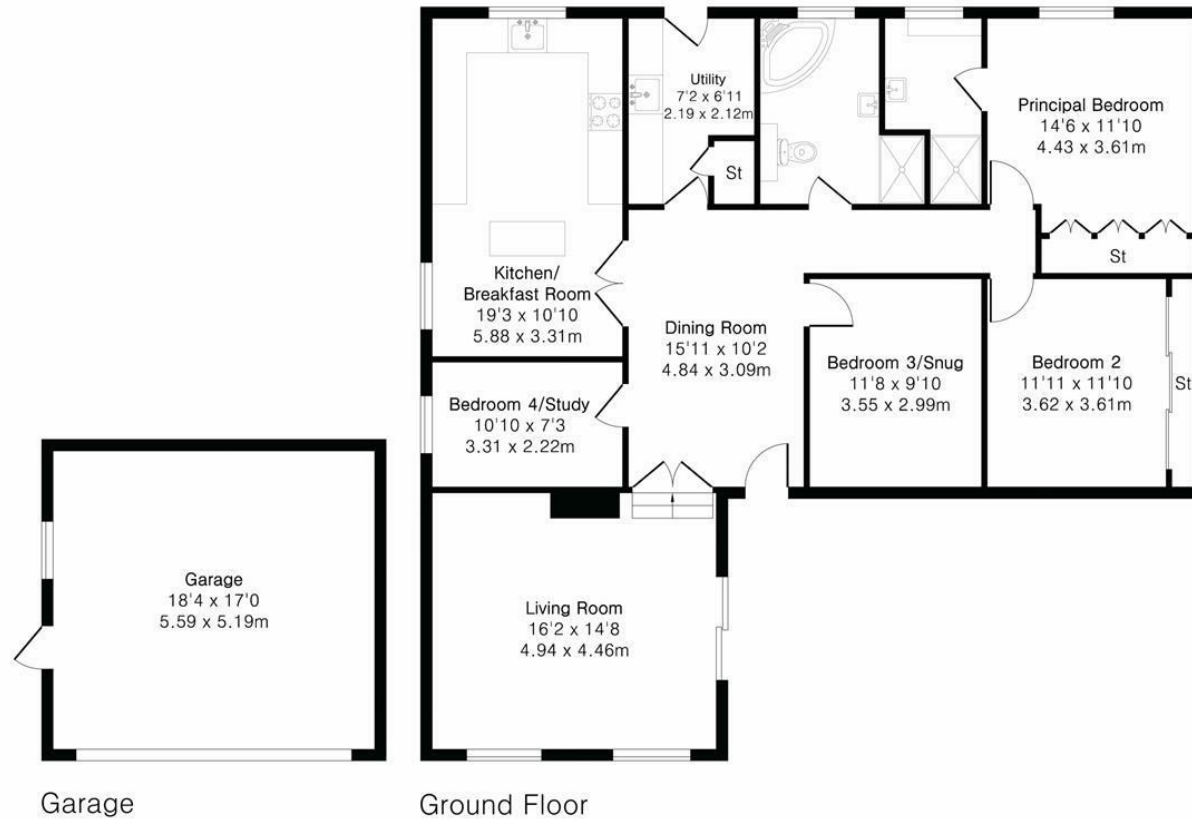 Utility
7'2 x 6'11
2.19 x 2.12m
St
Principal Bedroom
14'6 x 11'10
4.43 x 3.61m
St
Kitchen/
Breakfast Room
19'3 x 10'10
5.88 x 3.31m
Dining Room
15'11 x 10'2
4.84 x 3.09m
Bedroom 3/Snug
11'8 x 9'10
3.55 x 2.99m
Bedroom 2
11'11 x 11'10
3.62 x 3.61m
St
Bedroom 4/Study
10'10 x 7'3
3.31 x 2.22m
Garage
18'4 x 17'0
5.59 x 5.19m
Living Room
16'2 x 14'8
4.94 x 4.46m
Garage
Ground Floor